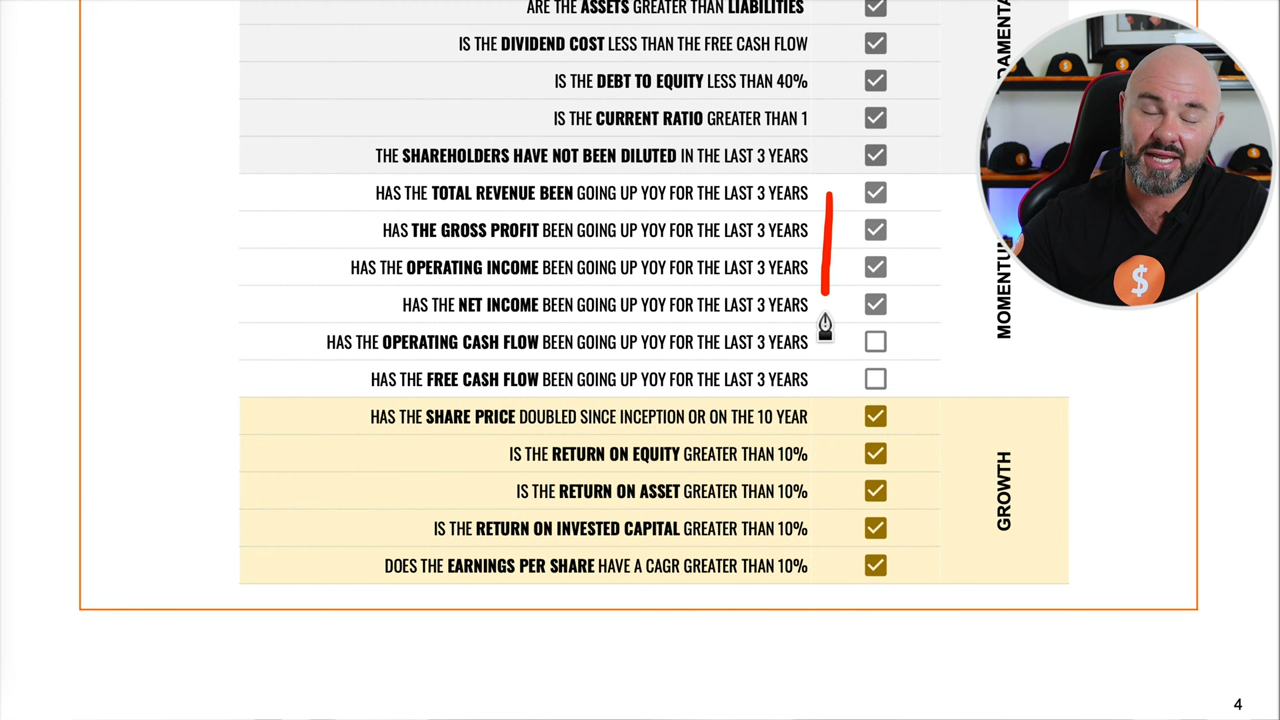 ARE THE ASSETS GREATER THAN LIABILITIES
IS THE DIVIDEND COST LESS THAN THE FREE CASH FLOW
IS THE DEBT TO EQUITY LESS THAN 40%
IS THE CURRENT RATIO GREATER THAN 1
THE SHAREHOLDERS HAVE NOT BEEN DILUTED IN THE LAST 3 YEARS
HAS THE TOTAL REVENUE BEEN GOING UP YOY FOR THE LAST 3 YEARS
HAS THE GROSS PROFIT BEEN GOING UP YOY FOR THE LAST 3 YEARS
HAS THE OPERATING INCOME BEEN GOING UP YOY FOR THE LAST 3 YEARS
HAS THE NET INCOME BEEN GOING UP YOY FOR THE LAST 3 YEARS
HAS THE OPERATING CASH FLOW BEEN GOING UP YOY FOR THE LAST 3 YEARS
HAS THE FREE CASH FLOW BEEN GOING UP YOY FOR THE LAST 3 YEARS
MOMENTU
HAS THE SHARE PRICE DOUBLED SINCE INCEPTION OR ON THE 10 YEAR
IS THE RETURN ON EQUITY GREATER THAN 10%
IS THE RETURN ON ASSET GREATER THAN 10%
IS THE RETURN ON INVESTED CAPITAL GREATER THAN 10%
DOES THE EARNINGS PER SHARE HAVE A CAGR GREATER THAN 10%
GROWTH
$
4